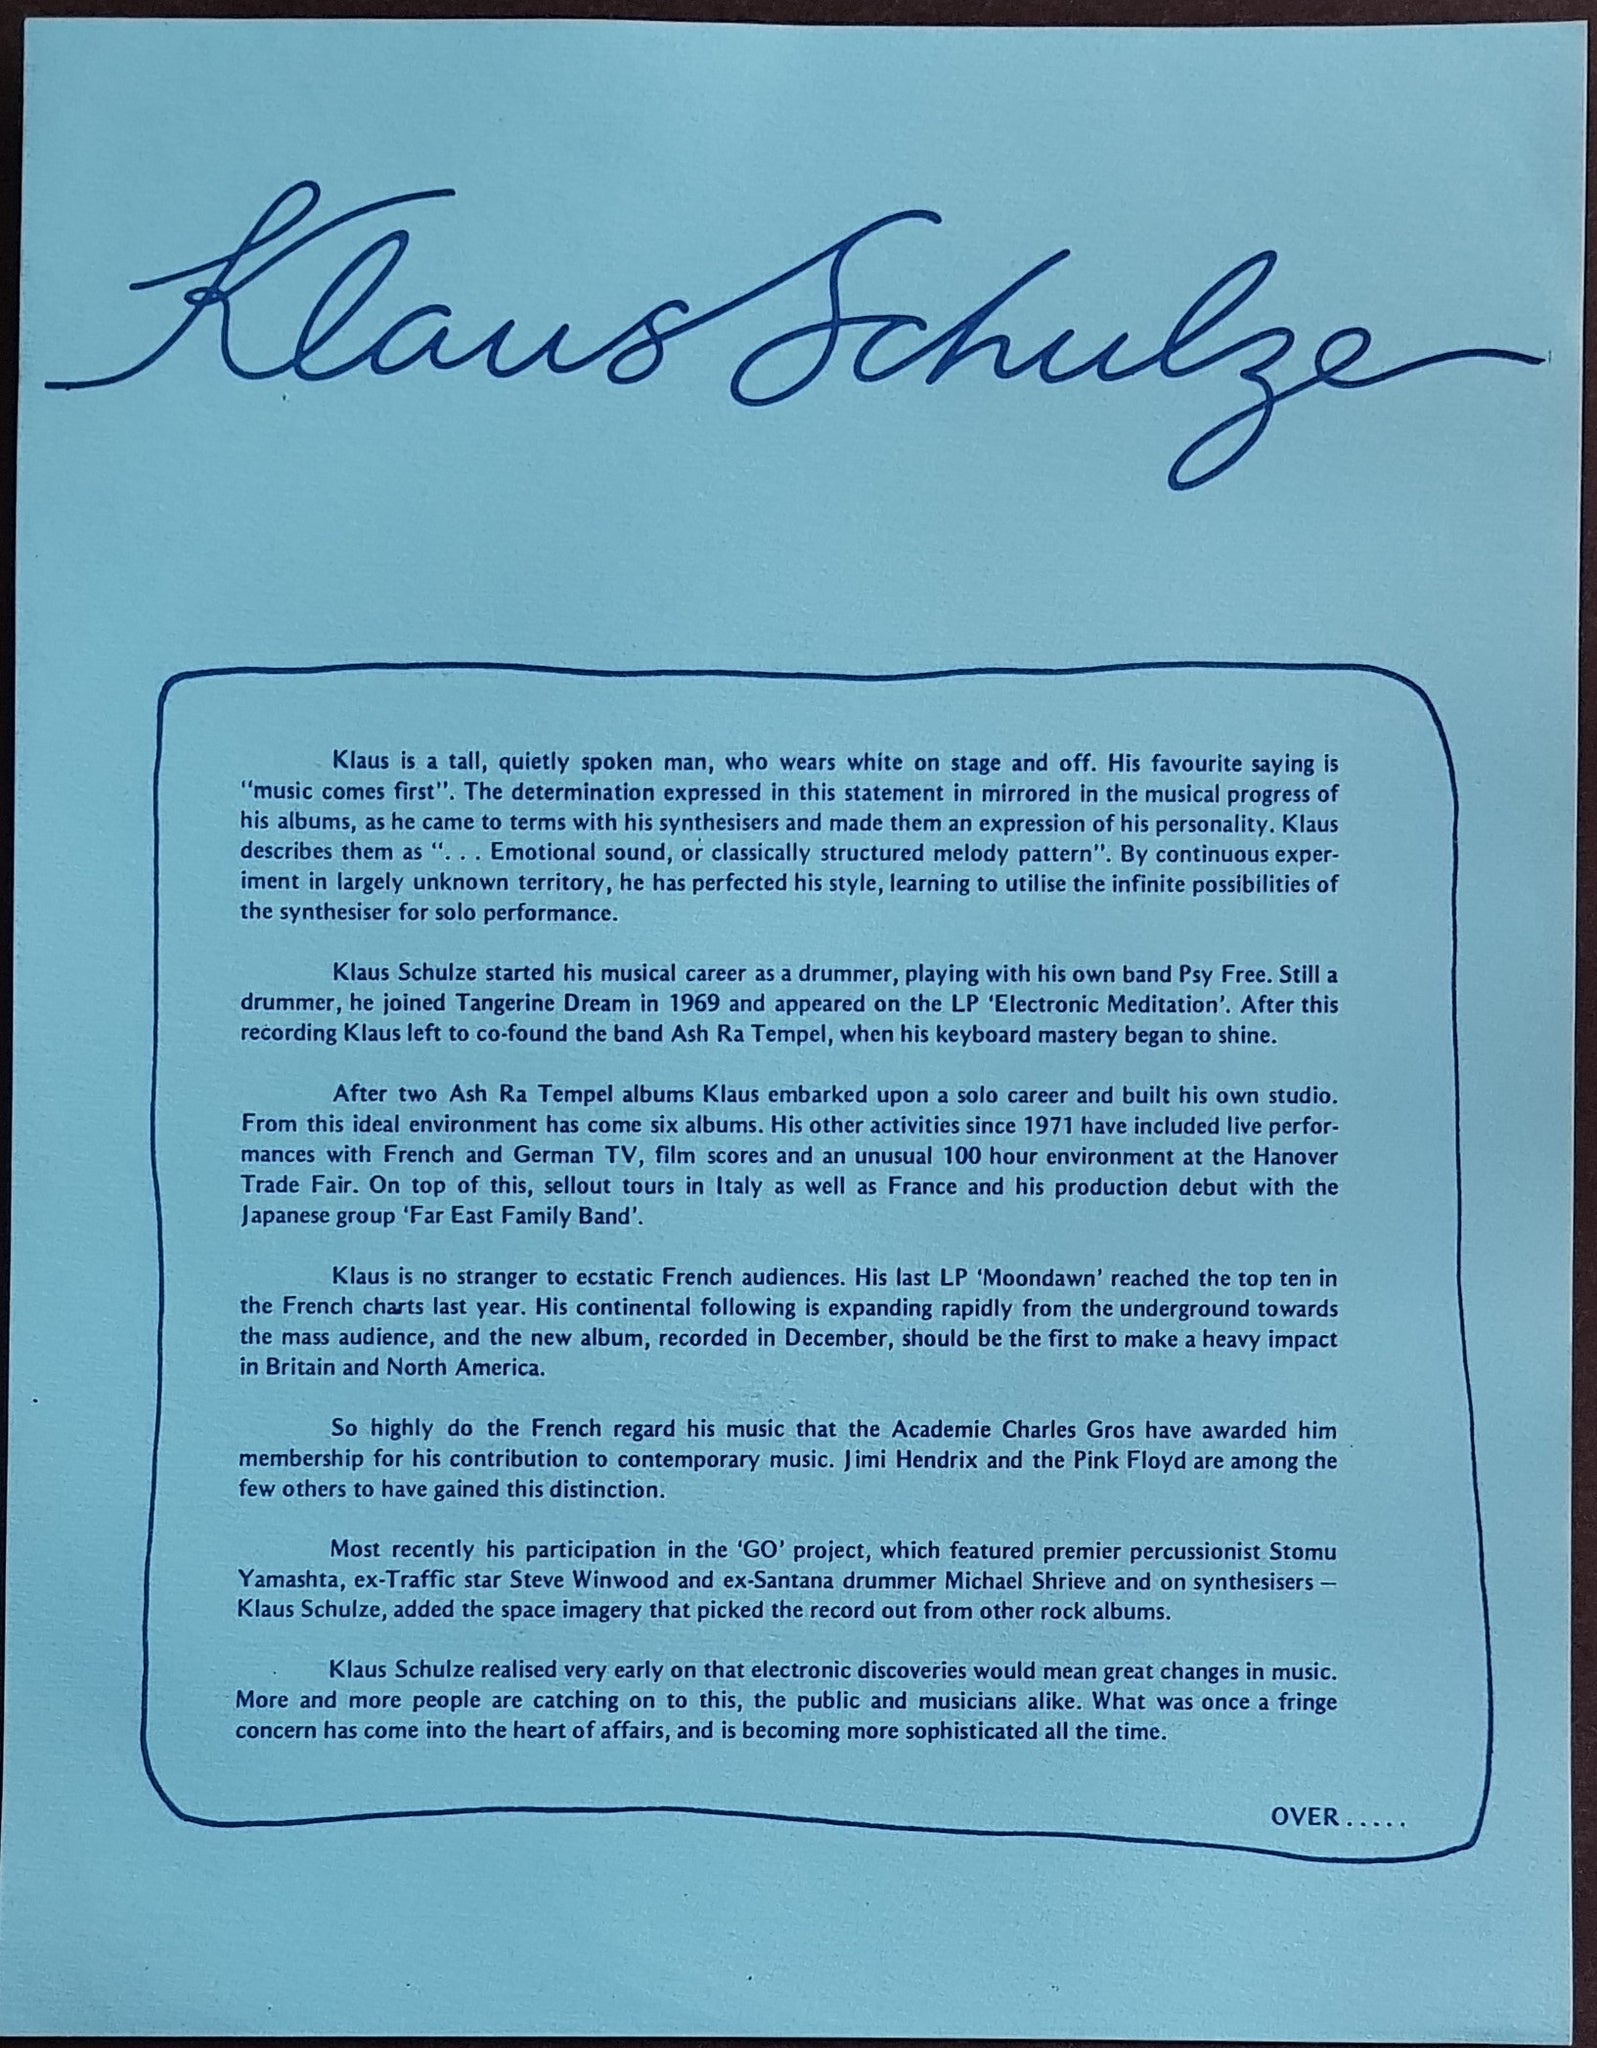 Klaus Schulze
Klaus is a tall, quietly spoken man, who wears white on stage and off. His favourite saying is
"music comes first". The determination expressed in this statement in mirrored in the musical progress of
his albums, as he came to terms with his synthesisers and made them an expression of his personality. Klaus
describes them as ". . . Emotional sound, or classically structured melody pattern". By continuous exper-
iment in largely unknown territory, he has perfected his style, learning to utilise the infinite possibilities of
the synthesiser for solo performance.
Klaus Schulze started his musical career as a drummer, playing with his own band Psy Free. Still a
drummer, he joined Tangerine Dream in 1969 and appeared on the LP 'Electronic Meditation'. After this
recording Klaus left to co-found the band Ash Ra Tempel, when his keyboard mastery began to shine.
After two Ash Ra Tempel albums Klaus embarked upon a solo career and built his own studio.
From this ideal environment has come six albums. His other activities since 1971 have included live perfor-
mances with French and German TV, film scores and an unusual 100 hour environment at the Hanover
Trade Fair. On top of this, sellout tours in Italy as well as France and his production debut with the
Japanese group 'Far East Family Band'.
Klaus is no stranger to ecstatic French audiences. His last LP 'Moondawn' reached the top ten in
the French charts last year. His continental following is expanding rapidly from the underground towards
the mass audience, and the new album, recorded in December, should be the first to make a heavy impact
in Britain and North America.
So highly do the French regard his music that the Academie Charles Gros have awarded him
membership for his contribution to contemporary music. Jimi Hendrix and the Pink Floyd are among the
few others to have gained this distinction.
Most recently his participation in the 'GO' project, which featured premier percussionist Stomu
Yamashta, ex-Traffic star Steve Winwood and ex-Santana drummer Michael Shrieve and on synthesisers —
Klaus Schulze, added the space imagery that picked the record out from other rock albums.
Klaus Schulze realised very early on that electronic discoveries would mean great changes in music.
More and more people are catching on to this, the public and musicians alike. What was once a fringe
concern has come into the heart of affairs, and is becoming more sophisticated all the time.
OVER . . . . .